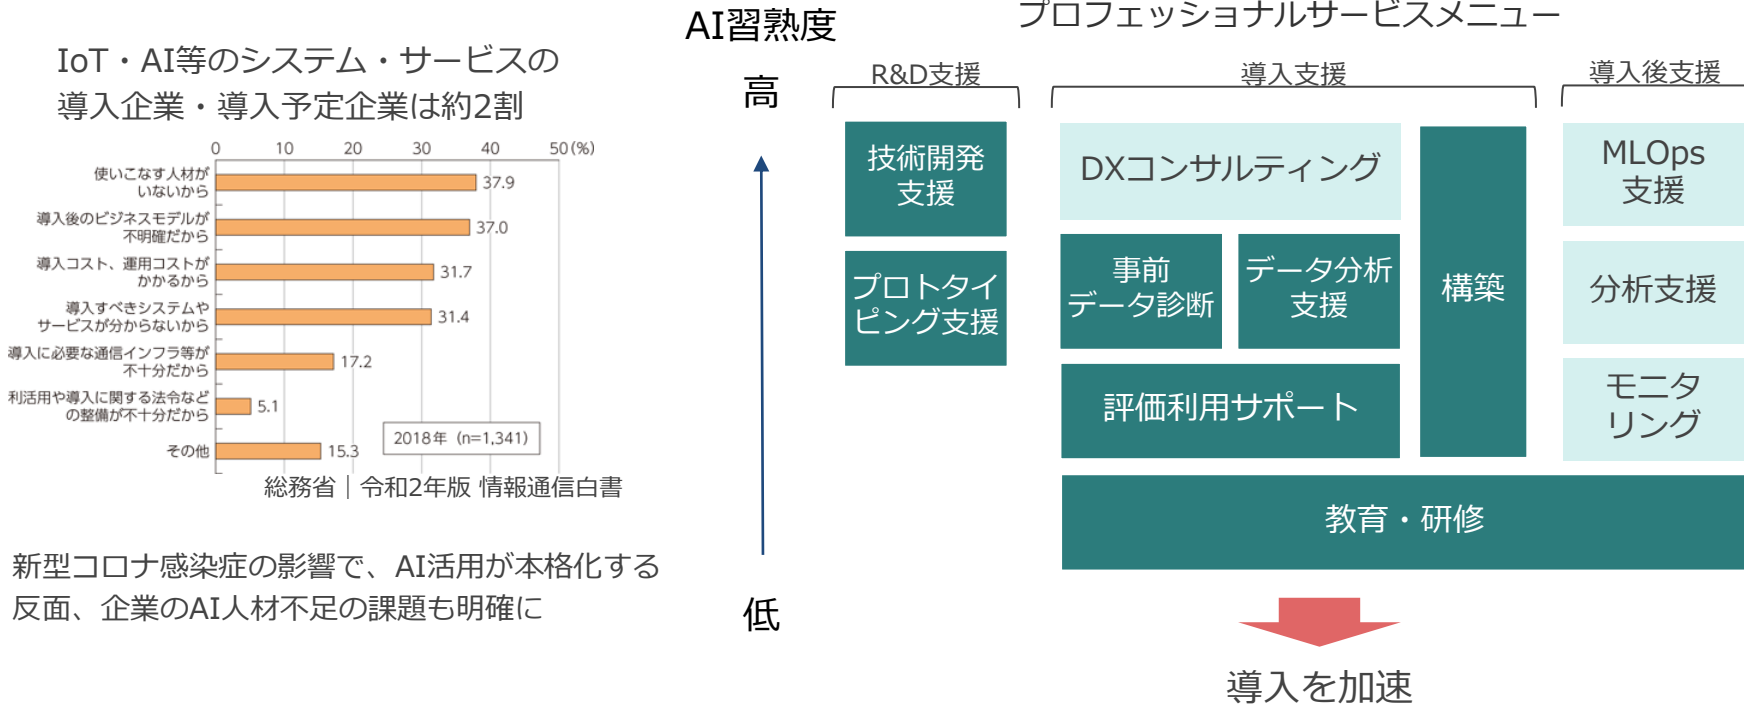 IoT・AI等のシステム・サービスの
導入企業・導入予定企業は約2割
0 10 20 30 40 50(%)
使いこなす人材が
いないから
37.9
導入後のビジネスモデルが
不明確だから
37.0
導入コスト、運用コストが
かかるから
31.7
導入すべきシステムや
サービスが分からないから
31.4
導入に必要な通信インフラ等が
不十分だから
17.2
利活用や導入に関する法令など
の整備が不十分だから
5.1
その他
15.3
2018年（n=1,341）
総務省｜令和2年版 情報通信白書
新型コロナ感染症の影響で、AI活用が本格化する
反面、企業のAI人材不足の課題も明確に
AI習熟度
高
低
プロフェッショナルサービスメニュー
R&D支援
技術開発
支援
プロトタイ
ピング支援
導入支援
DXコンサルティング
事前
データ診断
データ分析
支援
評価利用サポート
構築
導入後支援
MLOps
支援
分析支援
モニタ
リング
教育・研修
導入を加速